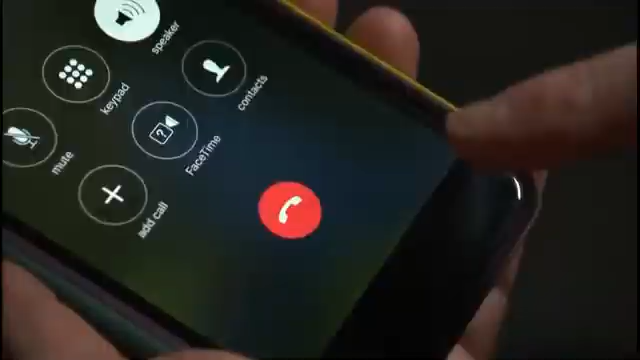 mute
keypad
speaker
add call
FaceTime
contacts